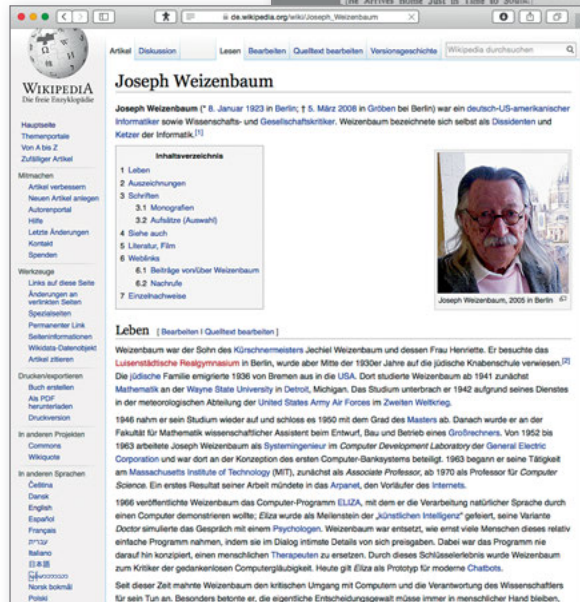 [He Arrives Home Just in Time to
de.wikipedia.org/wiki/Joseph_Weizenbaum
Artikel Diskussion Lesen Bearbeiten Quelltext bearbeiten Versionsgeschichte Wikipedia durchsuchen
WIKIPEDIA
Die freie Enzyklopädie
Hauptseite
Themenportale
Von A bis Z
Zufälliger Artikel
Mitmachen
Artikel verbessern
Neuen Artikel anlegen
Autorenportal
Hilfe
Letzte Änderungen
Kontakt
Spenden
Werkzeuge
Links auf diese Seite
Änderungen an
verlinkten Seiten
Spezialseiten
Permanenter Link
Seiteninformationen
Wikidata-Datenobjekt
Artikel zitieren
Drucken/exportieren
Buch erstellen
Als PDF
herunterladen
Druckversion
In anderen Projekten
Commons
Wikiquote
In anderen Sprachen
Čeština
Dansk
English
Español
Français
עברית
Italiano
日本語
မြန်မာဘာသာ
Norsk bokmål
Polski
Joseph Weizenbaum
Joseph Weizenbaum (* 8. Januar 1923 in Berlin; † 5. März 2008 in Gröben bei Berlin) war ein deutsch-US-amerikanischer
Informatiker sowie Wissenschafts- und Gesellschaftskritiker. Weizenbaum bezeichnete sich selbst als Dissidenten und
Ketzer der Informatik.[1]
Inhaltsverzeichnis
1 Leben
2 Auszeichnungen
3 Schriften
3.1 Monografien
3.2 Aufsätze (Auswahl)
4 Siehe auch
5 Literatur, Film
6 Weblinks
6.1 Beiträge von/über Weizenbaum
6.2 Nachrufe
7 Einzelnachweise
Joseph Weizenbaum, 2005 in Berlin
Leben [ Bearbeiten | Quelltext bearbeiten ]
Weizenbaum war der Sohn des Kürschnermeisters Jechiel Weizenbaum und dessen Frau Henriette. Er besuchte das
Luisenstädtische Realgymnasium in Berlin, wurde aber Mitte der 1930er Jahre auf die jüdische Knabenschule verwiesen.[2]
Die jüdische Familie emigrierte 1936 von Bremen aus in die USA. Dort studierte Weizenbaum ab 1941 zunächst
Mathematik an der Wayne State University in Detroit, Michigan. Das Studium unterbrach er 1942 aufgrund seines Dienstes
in der meteorologischen Abteilung der United States Army Air Forces im Zweiten Weltkrieg.
1946 nahm er sein Studium wieder auf und schloss es 1950 mit dem Grad des Masters ab. Danach wurde er an der
Fakultät für Mathematik wissenschaftlicher Assistent beim Entwurf, Bau und Betrieb eines Großrechners. Von 1952 bis
1963 arbeitete Joseph Weizenbaum als Systemingenieur im Computer Development Laboratory der General Electric
Corporation und war dort an der Konzeption des ersten Computer-Bankensystems beteiligt. 1963 begann er seine Tätigkeit
am Massachusetts Institute of Technology (MIT), zunächst als Associate Professor, ab 1970 als Professor für Computer
Science. Ein erstes Resultat seiner Arbeit mündete in das Arpanet, den Vorläufer des Internets.
1966 veröffentlichte Weizenbaum das Computer-Programm ELIZA, mit dem er die Verarbeitung natürlicher Sprache durch
einen Computer demonstrieren wollte; Eliza wurde als Meilenstein der „künstlichen Intelligenz“ gefeiert, seine Variante
Doctor simulierte das Gespräch mit einem Psychologen. Weizenbaum war entsetzt, wie ernst viele Menschen dieses relativ
einfache Programm nahmen, indem sie im Dialog intimste Details von sich preisgaben. Dabei war das Programm nie
darauf hin konzipiert, einen menschlichen Therapeuten zu ersetzen. Durch dieses Schlüsselerlebnis wurde Weizenbaum
zum Kritiker der gedankenlosen Computergläubigkeit. Heute gilt Eliza als Prototyp für moderne Chatbots.
Seit dieser Zeit mahnte Weizenbaum den kritischen Umgang mit Computern und die Verantwortung des Wissenschaftlers
für sein Tun an. Besonders betonte er, die eigentliche Entscheidungsgewalt müsse immer in menschlicher Hand bleiben,